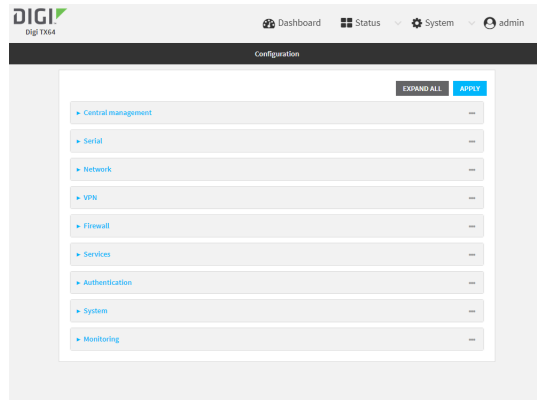 DIGI
Digi TX64
Dashboard Status System admin
Configuration
EXPAND ALL APPLY
Central management
Serial
Network
VPN
Firewall
Services
Authentication
System
Monitoring